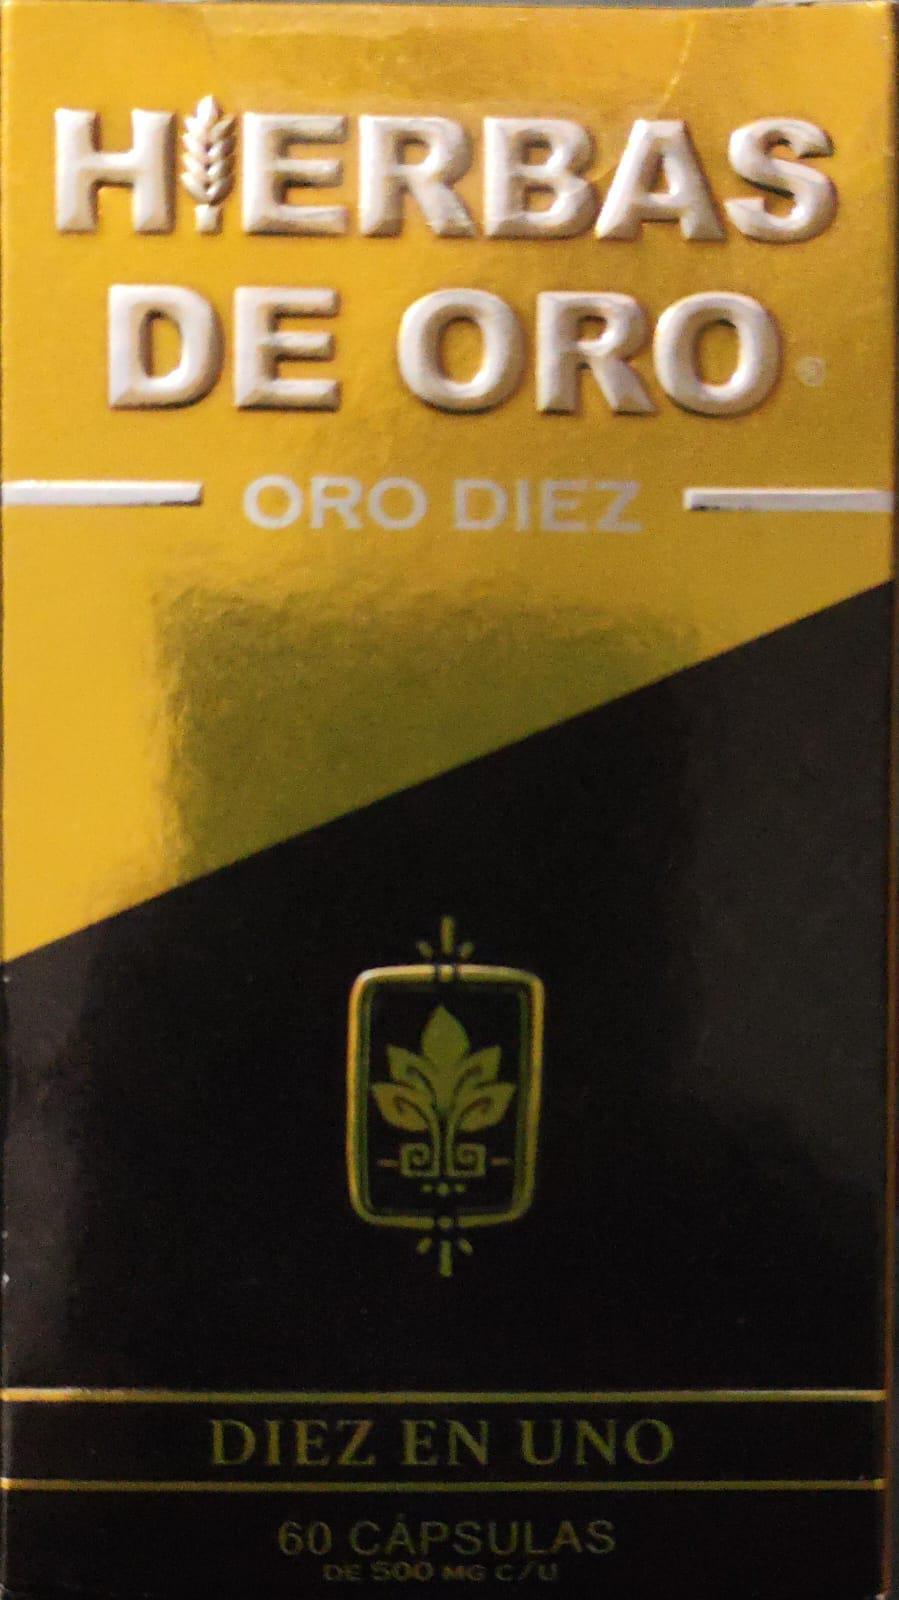 HIERBAS
DE ORO
ORO DIEZ
DIEZ EN UNO
60 CÁPSULAS
DE 500 MG C/U